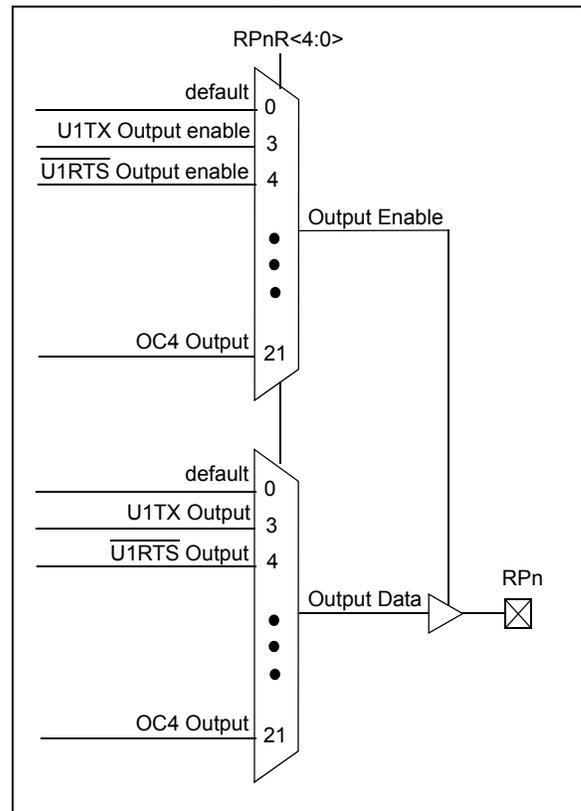 RPnR<4:0>
default
0
U1TX Output enable
3
U1RTS Output enable
4
Output Enable
OC4 Output
21
default
0
U1TX Output
3
U1RTS Output
4
RPn
Output Data
OC4 Output
21